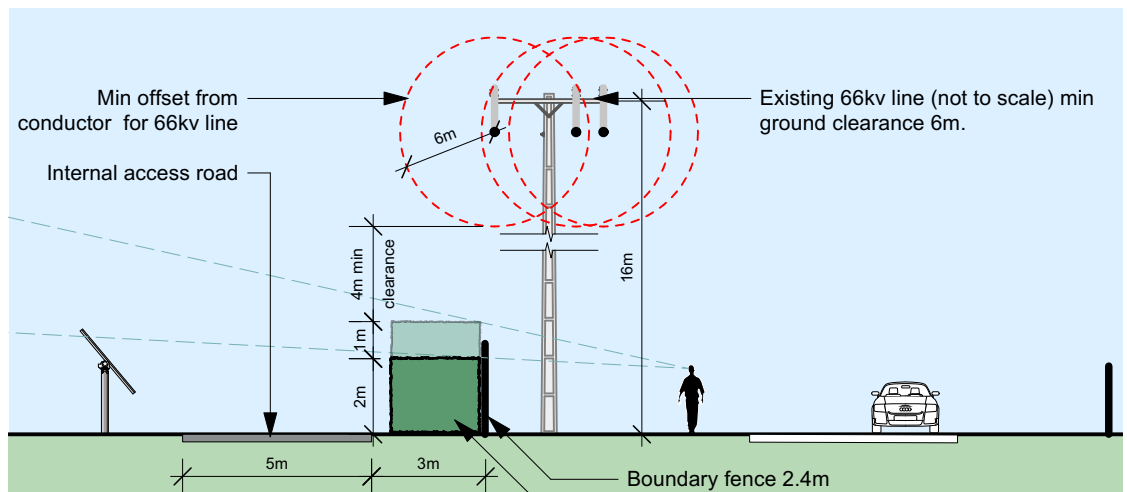 Min offset from
conductor for 66kv line
Existing 66kv line (not to scale) min
ground clearance 6m.
6m
Internal access road
4m min
clearance
16m
1m
2m
5m
3m
Boundary fence 2.4m